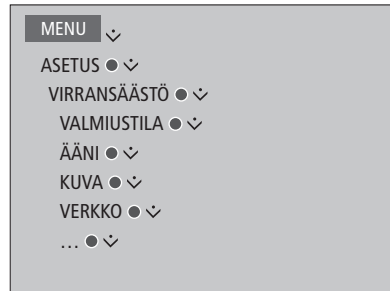 MENU
ASETUS ●
VIRRANSÄÄSTÖ ●
VALMIUSTILA ●
ÄÄNI ●
KUVA ●
VERKKO ●
… ●